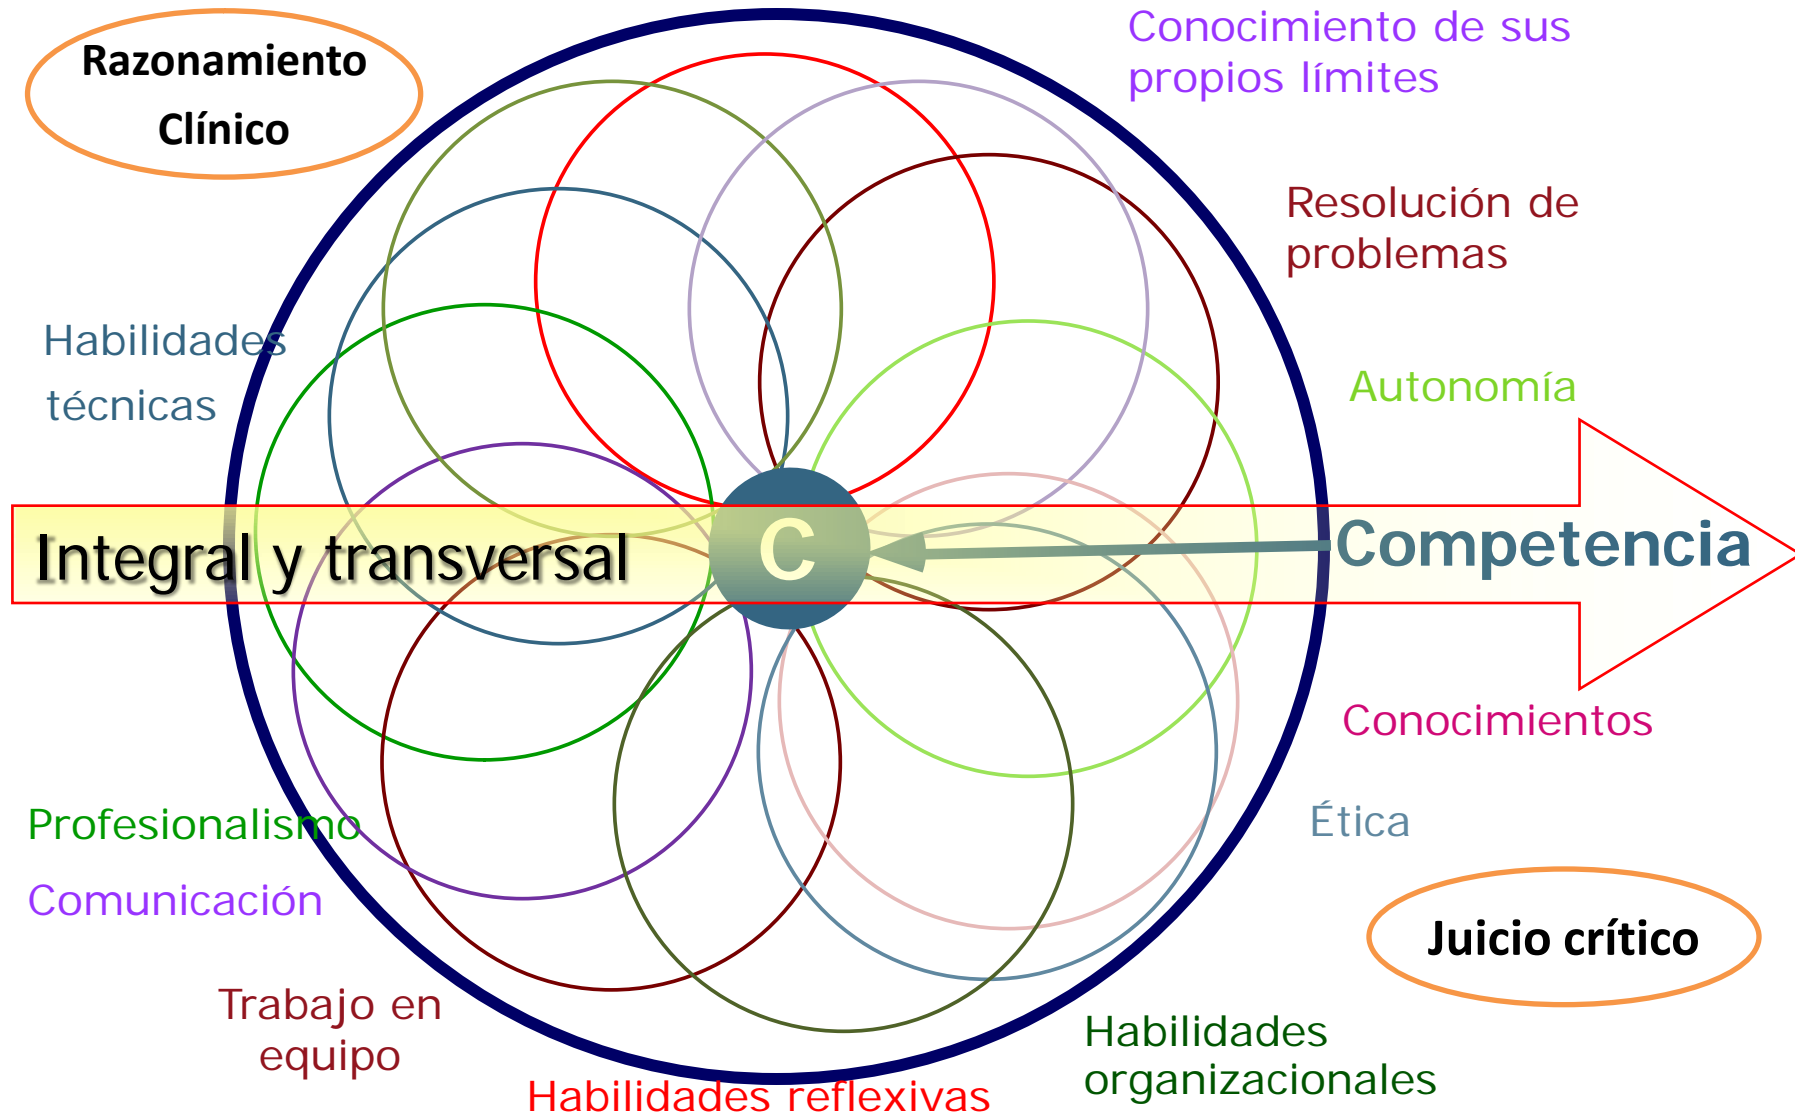 Razonamiento
Clínico
Conocimiento de sus
propios límites
Resolución de
problemas
Habilidades
técnicas
Autonomía
Integral y transversal
C
Competencia
Conocimientos
Profesionalismo
Ética
Comunicación
Juicio crítico
Trabajo en
equipo
Habilidades
organizacionales
Habilidades reflexivas